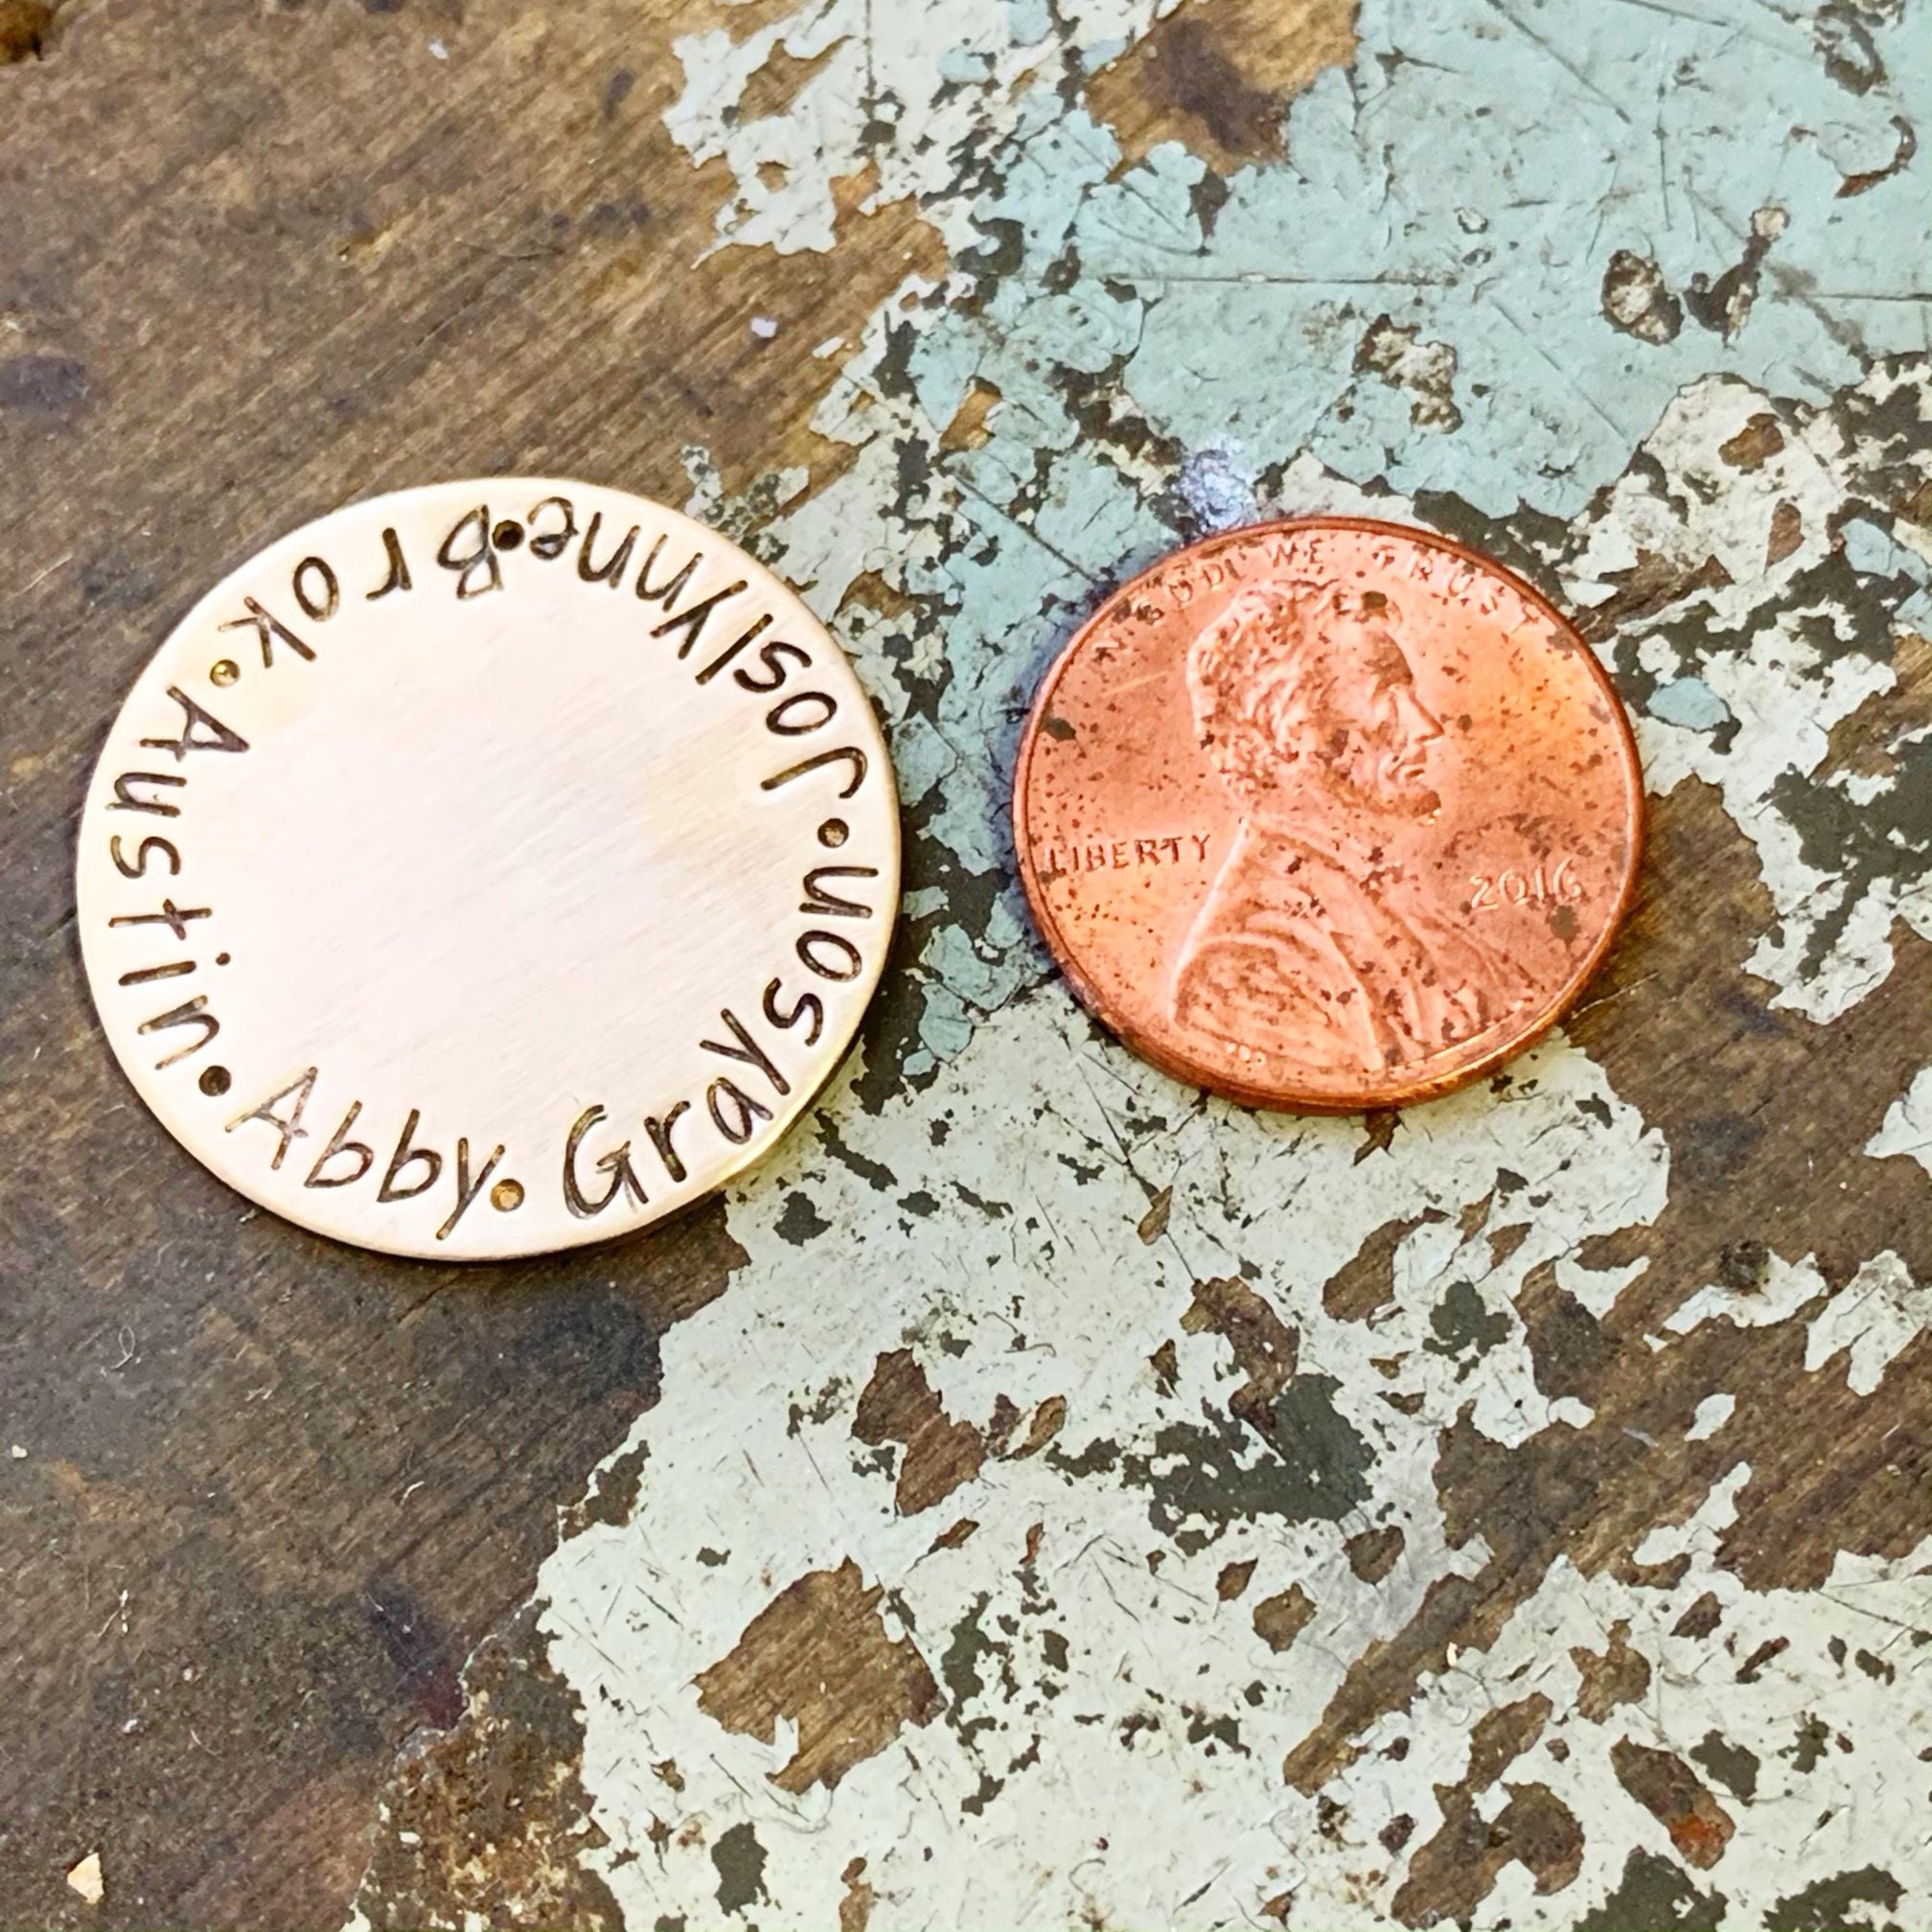 Austin • Abby • Grayson • Joslynne • Brok •
IN GOD WE TRUST
LIBERTY
2016